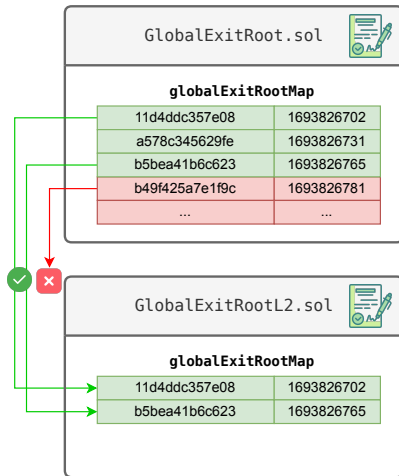 GlobalExitRoot.sol
globalExitRootMap
11d4ddc357e08 1693826702
a578c345629fe 1693826731
b5bea41b6c623 1693826765
b49f425a7e1f9c 1693826781
... ...
GlobalExitRootL2.sol
globalExitRootMap
11d4ddc357e08 1693826702
b5bea41b6c623 1693826765